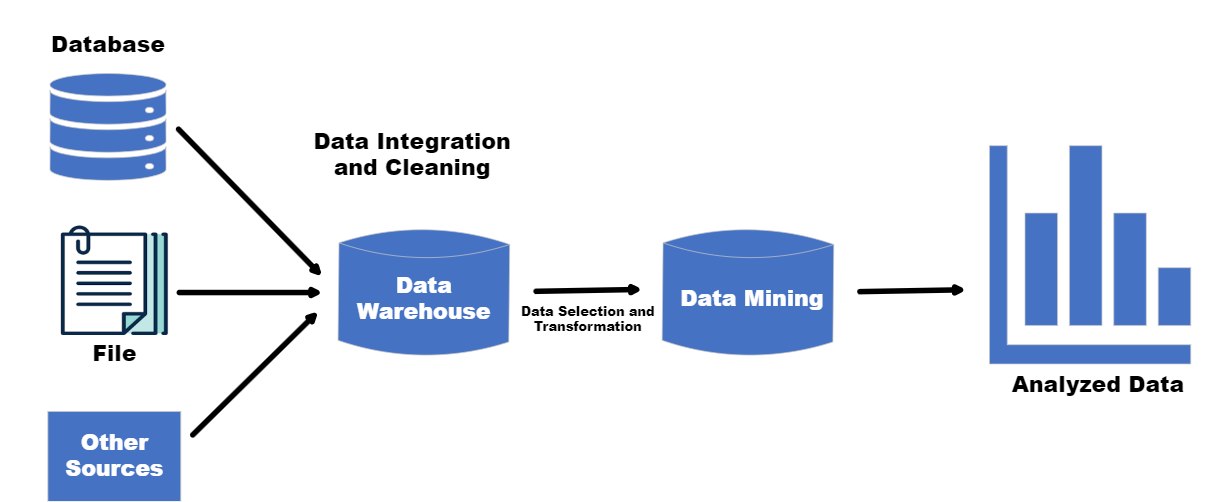 Database
Data Integration
and Cleaning
File
Other
Sources
Data
Warehouse
Data Selection and
Transformation
Data Mining
Analyzed Data